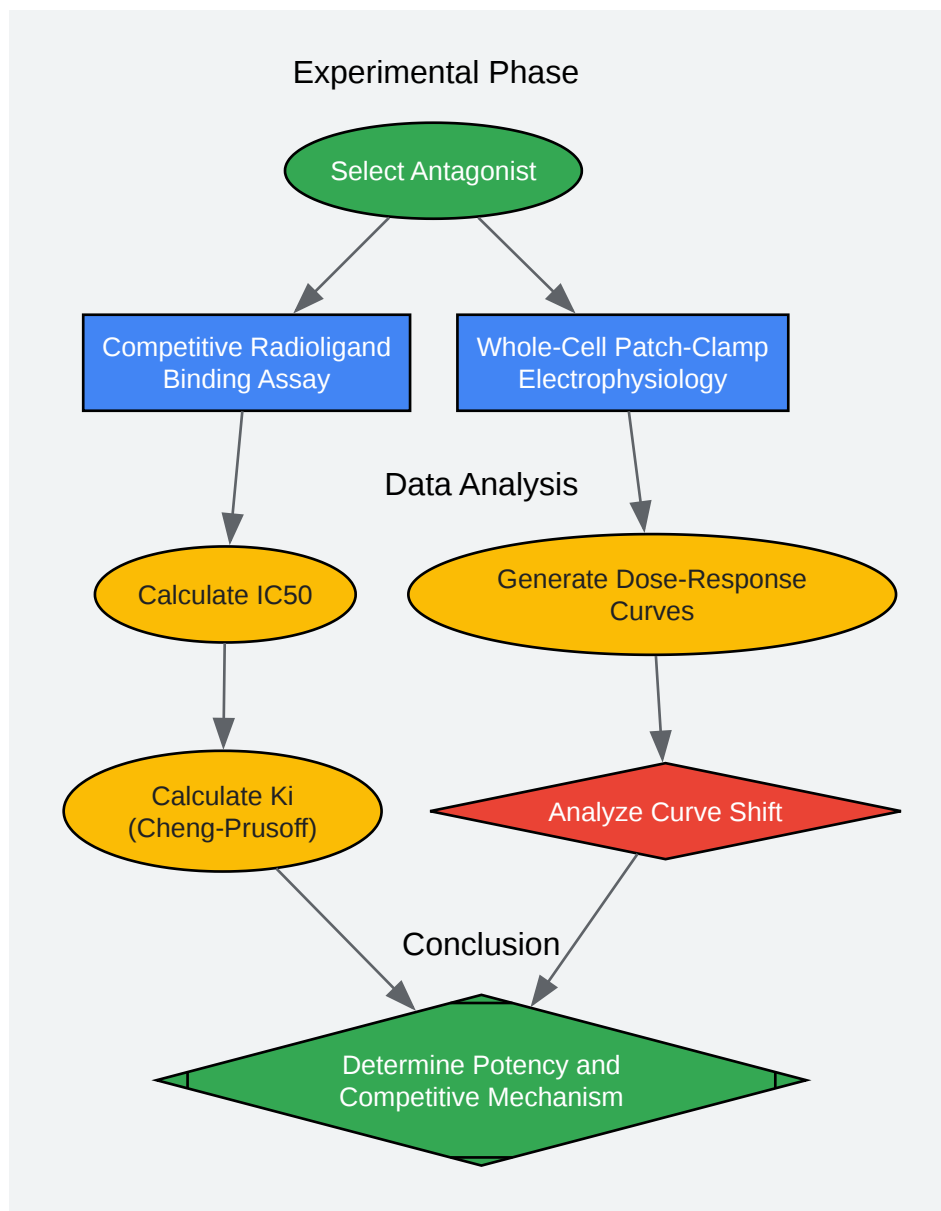 Experimental Phase
Select Antagonist
Competitive Radioligand
Binding Assay
Whole-Cell Patch-Clamp
Electrophysiology
Data Analysis
Calculate IC50
Generate Dose-Response
Curves
Calculate Ki
(Cheng-Prusoff)
Analyze Curve Shift
Conclusion
Determine Potency and
Competitive Mechanism